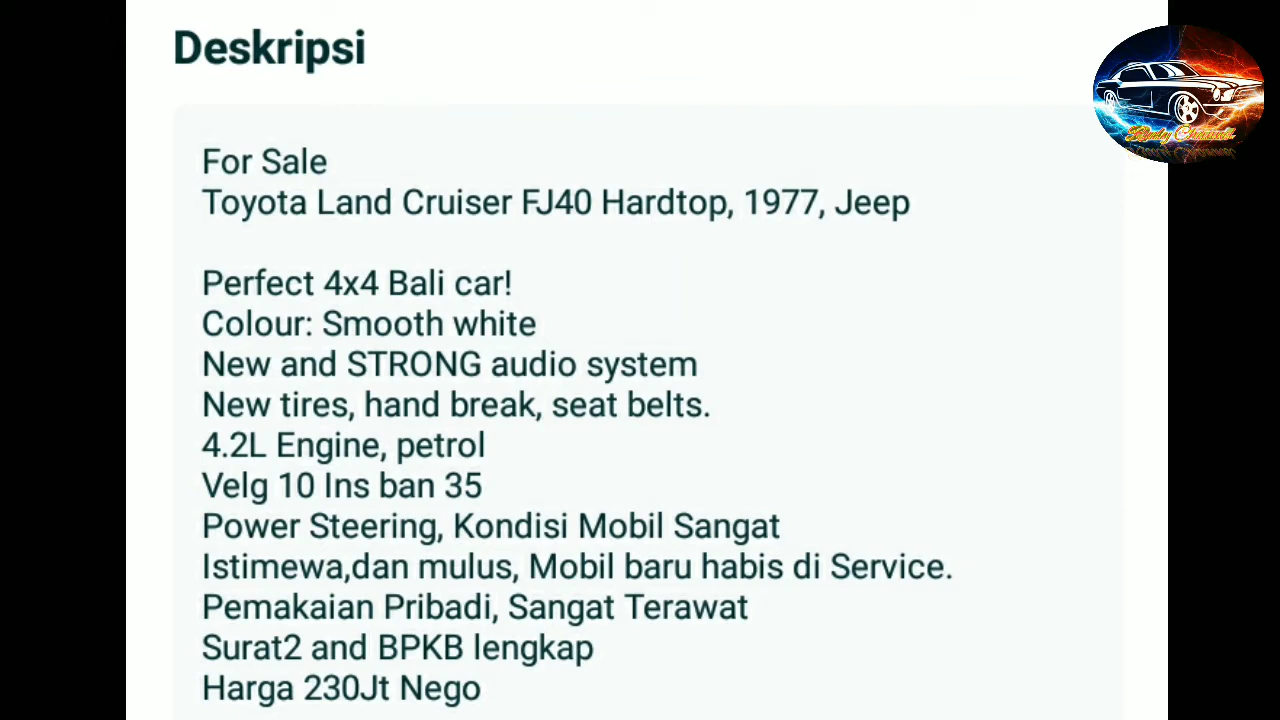 Deskripsi
For Sale
Toyota Land Cruiser FJ40 Hardtop, 1977, Jeep
Perfect 4x4 Bali car!
Colour: Smooth white
New and STRONG audio system
New tires, hand break, seat belts.
4.2L Engine, petrol
Velg 10 Ins ban 35
Power Steering, Kondisi Mobil Sangat
Istimewa,dan mulus, Mobil baru habis di Service.
Pemakaian Pribadi, Sangat Terawat
Surat2 and BPKB lengkap
Harga 230Jt Nego